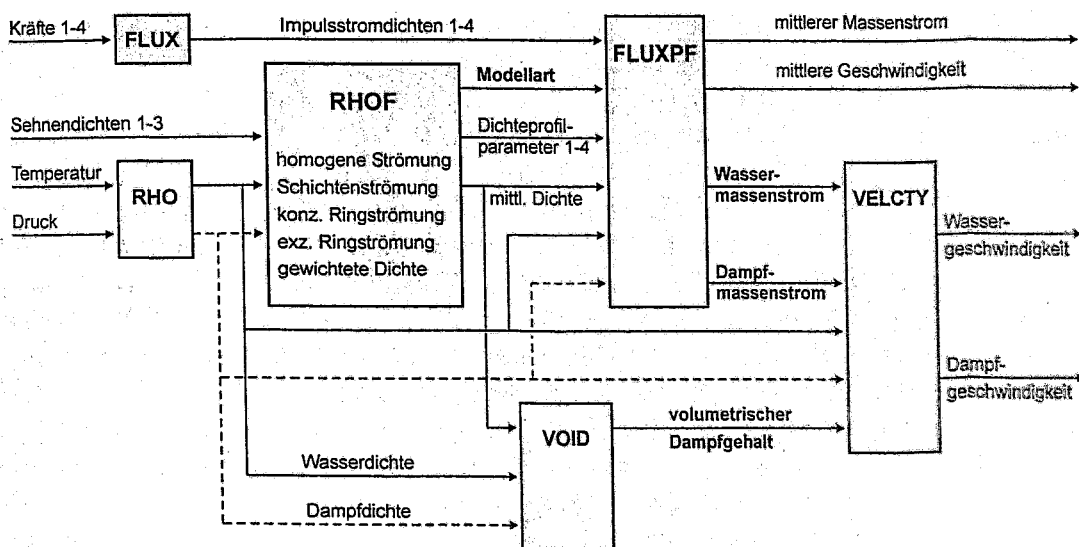 Kräfte 1-4
FLUX
Impulsstromdichten 1-4
FLUXPF
mittlerer Massenstrom
mittlere Geschwindigkeit
Modellart
RHOF
Sehnendichten 1-3
Dichteprofil-
parameter 1-4
homogene Strömung
Schichtenströmung
konz. Ringströmung
exz. Ringströmung
gewichtete Dichte
Temperatur
RHO
Druck
mittl. Dichte
Wasser-
massenstrom
VELCTY
Wasser-
geschwindigkeit
Dampf-
massenstrom
Dampf-
geschwindigkeit
VOID
volumetrischer
Dampfgehalt
Wasserdichte
Dampfdichte